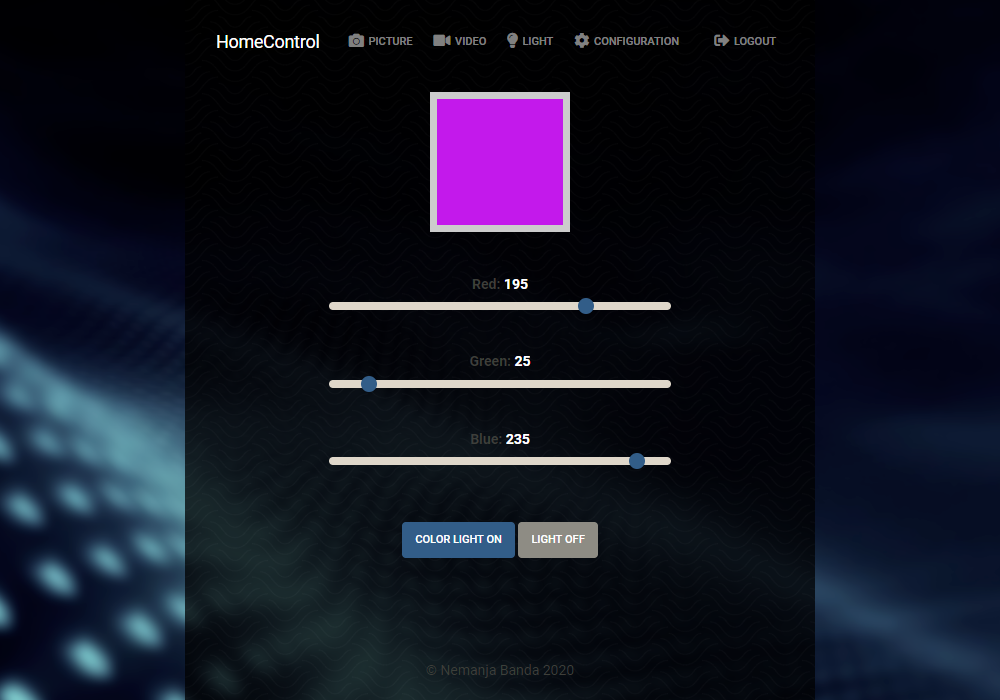 HomeControl PICTURE VIDEO LIGHT CONFIGURATION LOGOUT
Red: 195
Green: 25
Blue: 235
COLOR LIGHT ON LIGHT OFF
© Nemanja Banda 2020